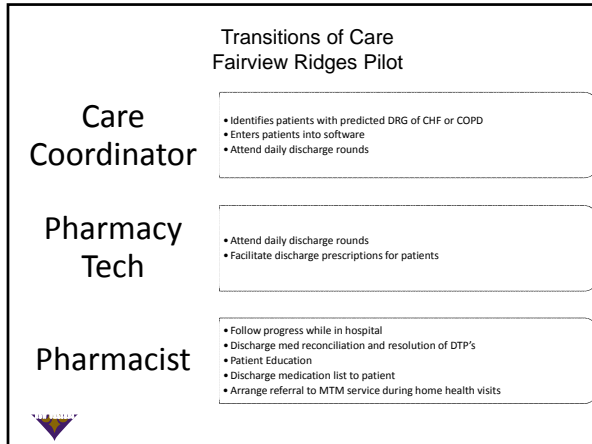 Transitions of Care
Fairview Ridges Pilot
Care
Coordinator
• Identifies patients with predicted DRG of CHF or COPD
• Enters patients into software
• Attend daily discharge rounds
Pharmacy
Tech
• Attend daily discharge rounds
• Facilitate discharge prescriptions for patients
Pharmacist
• Follow progress while in hospital
• Discharge med reconciliation and resolution of DTP's
• Patient Education
• Discharge medication list to patient
• Arrange referral to MTM service during home health visits